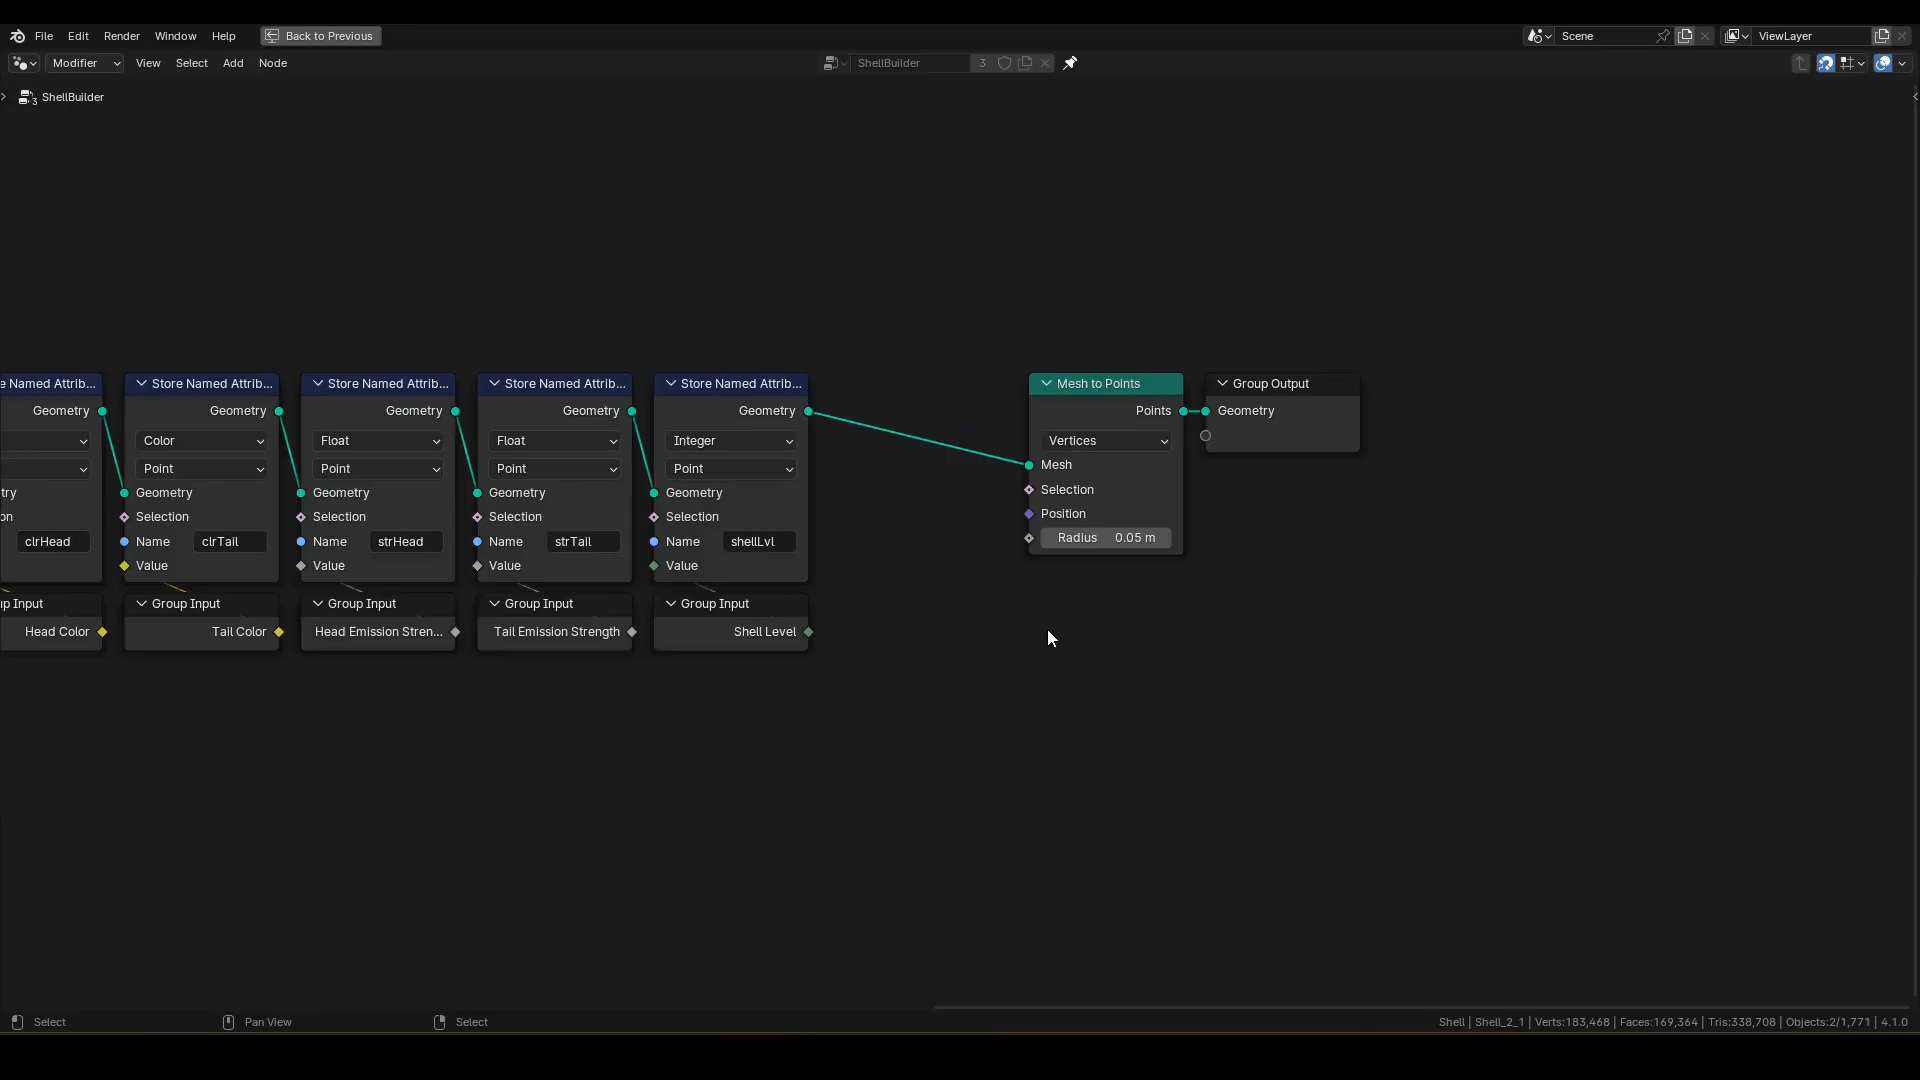 File Edit Render Window Help Back to Previous Scene ViewLayer
Modifier View Select Add Node ShellBuilder 3
3 ShellBuilder
e Named Attrib... Store Named Attrib... Store Named Attrib... Store Named Attrib... Store Named Attrib... Mesh to Points Group Output
Geometry Geometry Geometry Geometry Geometry Points Geometry
Color Float Float Integer Vertices
Point Point Point Point Mesh
try Geometry Geometry Geometry Geometry Selection
on Selection Selection Selection Selection Position
clrHead Name clrTail Name strHead Name strTail Name shellLvl Radius 0.05 m
Value Value Value Value
p Input Group Input Group Input Group Input Group Input
Head Color Tail Color Head Emission Stren... Tail Emission Strength Shell Level
Select Pan View Select Shell | Shell_2_1 | Verts:183,468 | Faces:169,364 | Tris:338,708 | Objects:2/1,771 | 4.1.0